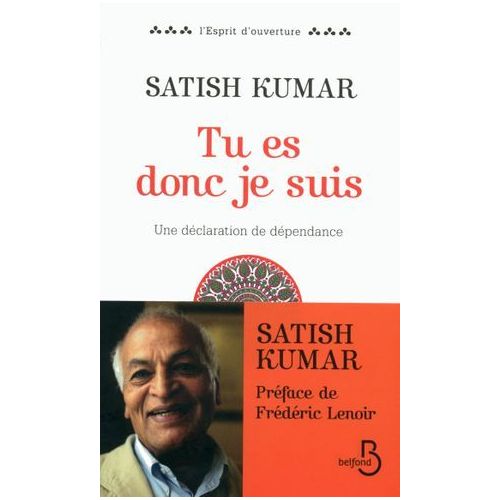 l'Esprit d'ouverture
SATISH KUMAR
Tu es
donc je suis
Une déclaration de dépendance
SATISH
KUMAR
Préface de
Frédéric Lenoir
belfond